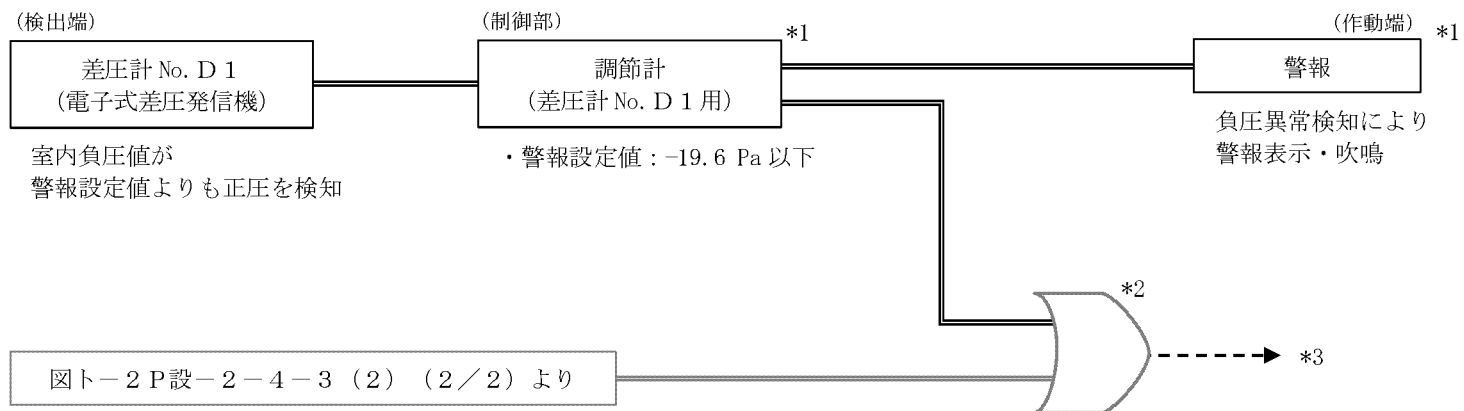 (検出端)
(制御部)
(作動端)
*1
*1
差圧計 No. D 1
(電子式差圧発信機)
調節計
(差圧計 No. D 1 用)
警報
室内負圧値が
警報設定値よりも正圧を検知
・警報設定値：-19.6 Pa 以下
負圧異常検知により
警報表示・吹鳴
*2
*3
図ト－２Ｐ設－２－４－３（２）（２／２）より